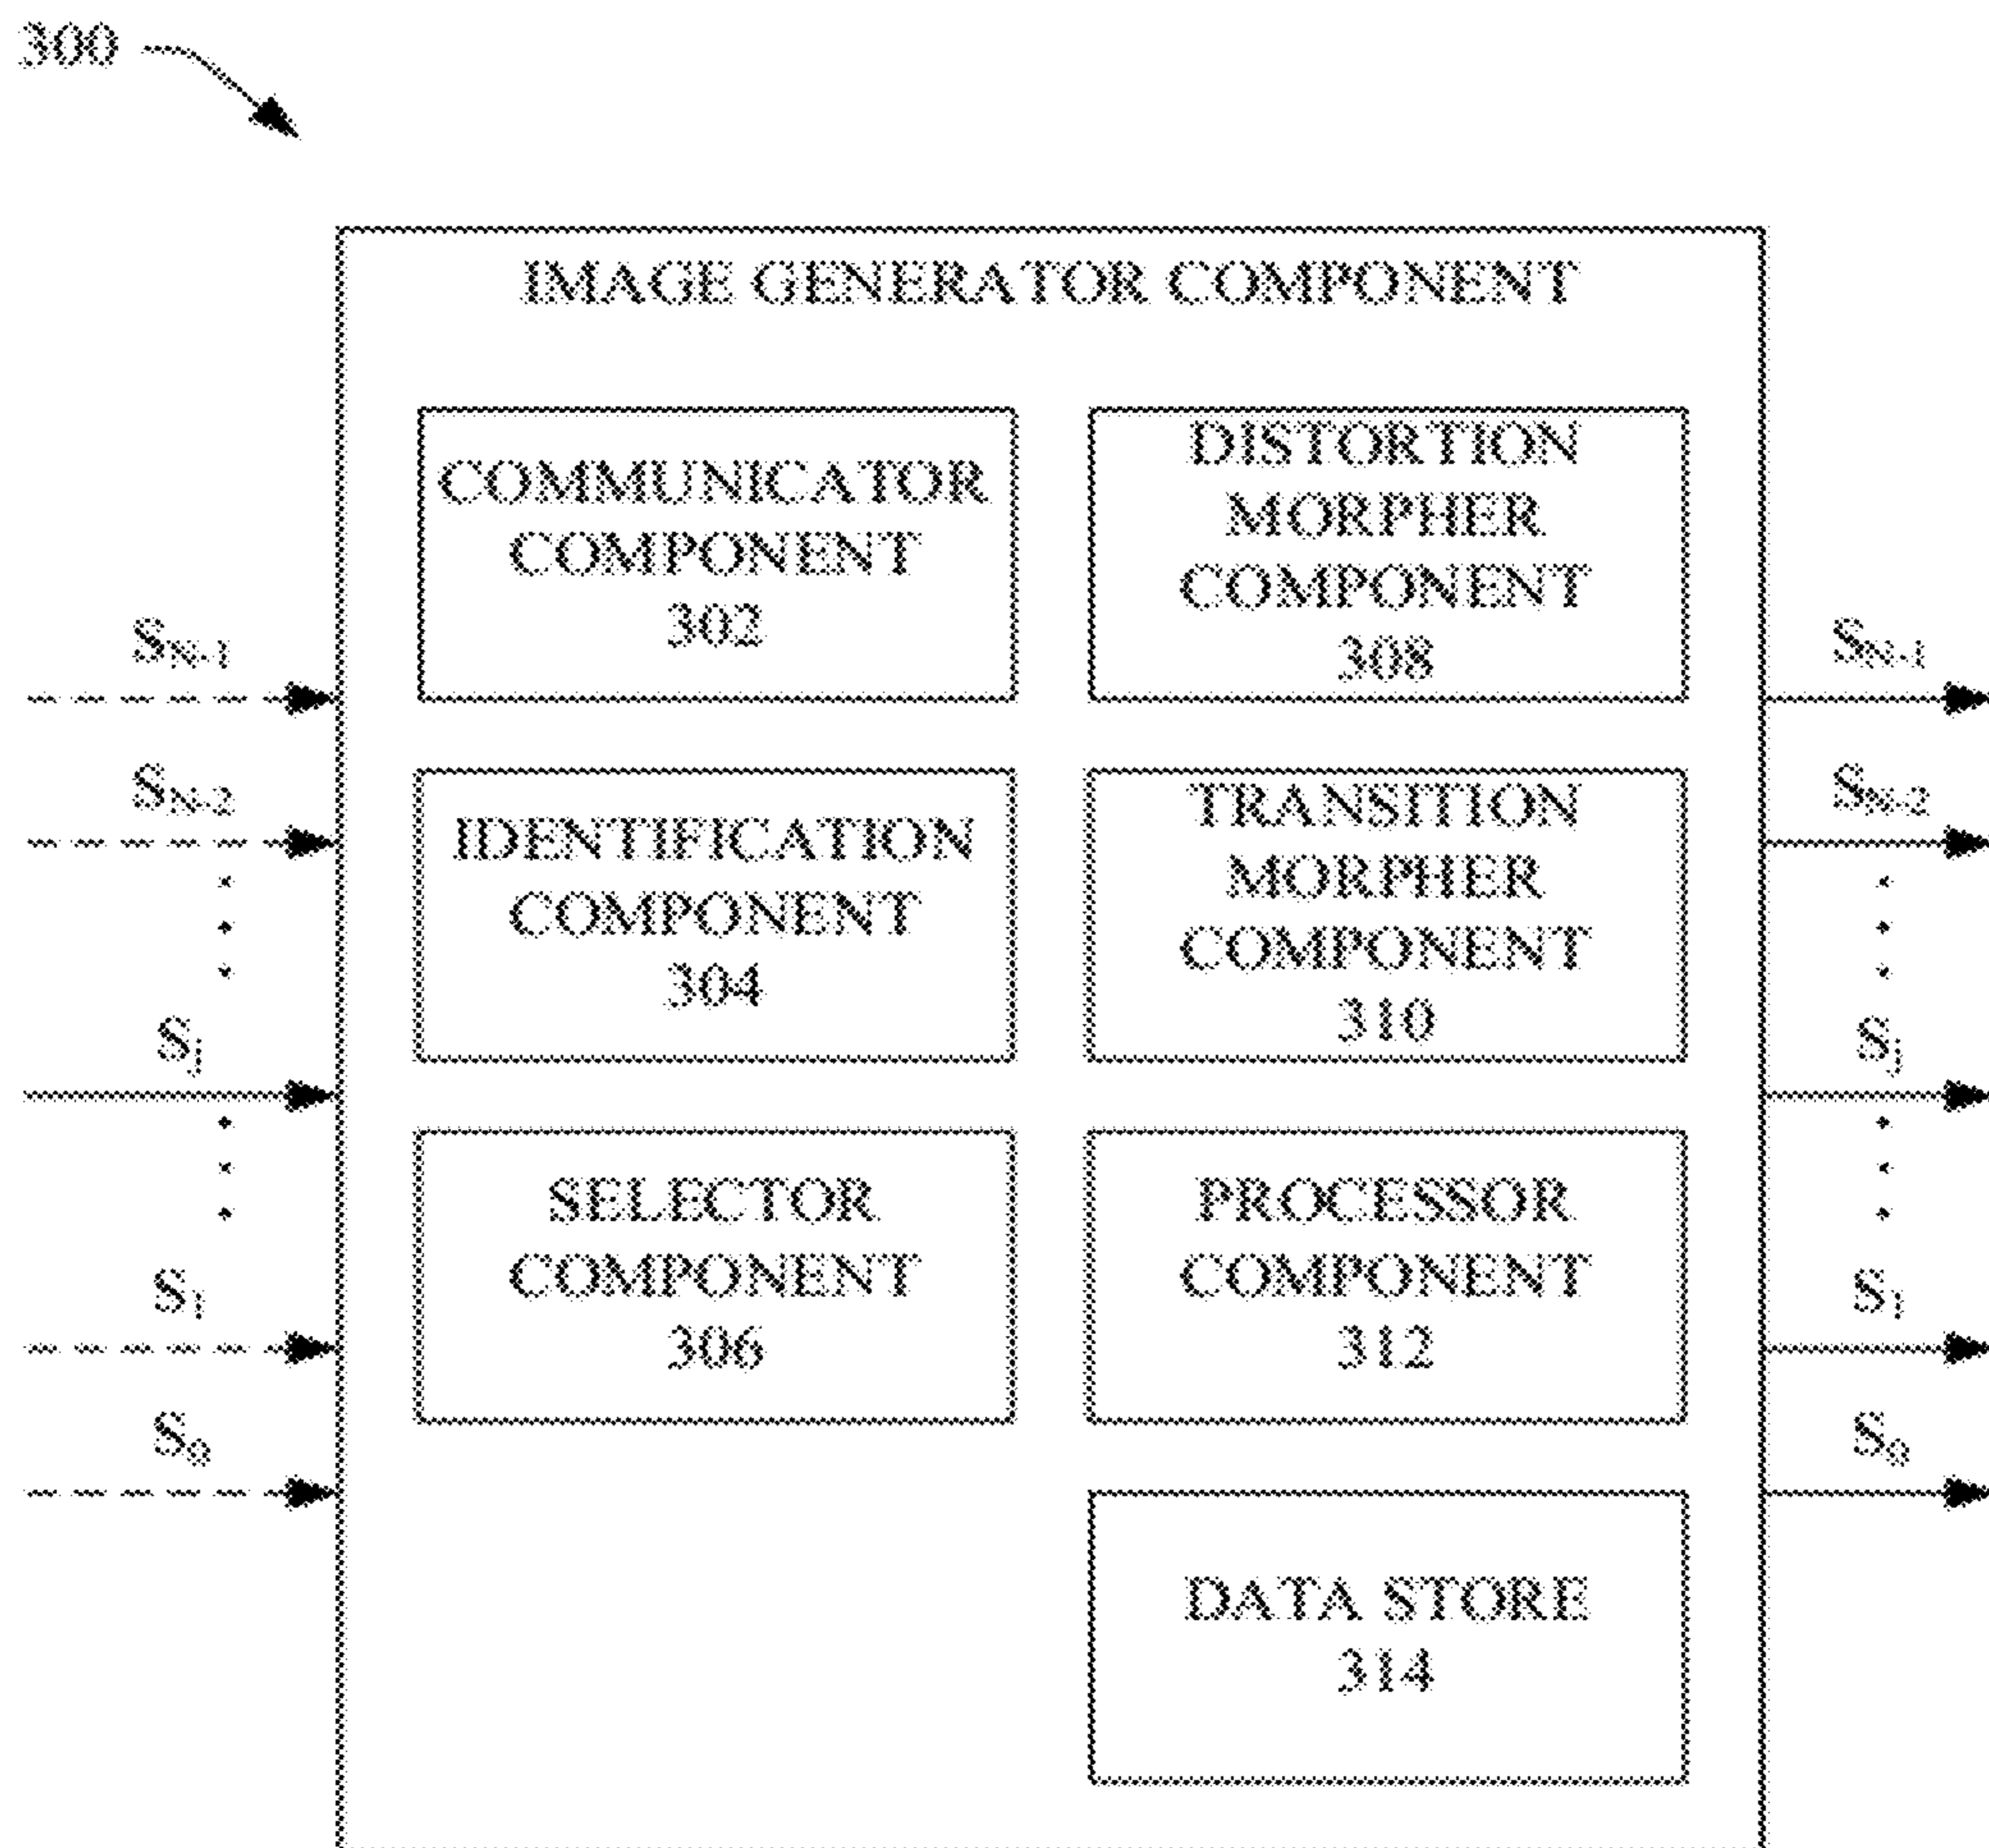 300
IMAGE GENERATOR COMPONENT
COMMUNICATOR
COMPONENT
302
DISTORTION
MORPHER
COMPONENT
308
IDENTIFICATION
COMPONENT
304
TRANSITION
MORPHER
COMPONENT
310
SELECTOR
COMPONENT
306
PROCESSOR
COMPONENT
312
DATA STORE
314
S_N-1
S_N-2
S_j
S_1
S_0
S_N-1
S_N-2
S_j
S_1
S_0